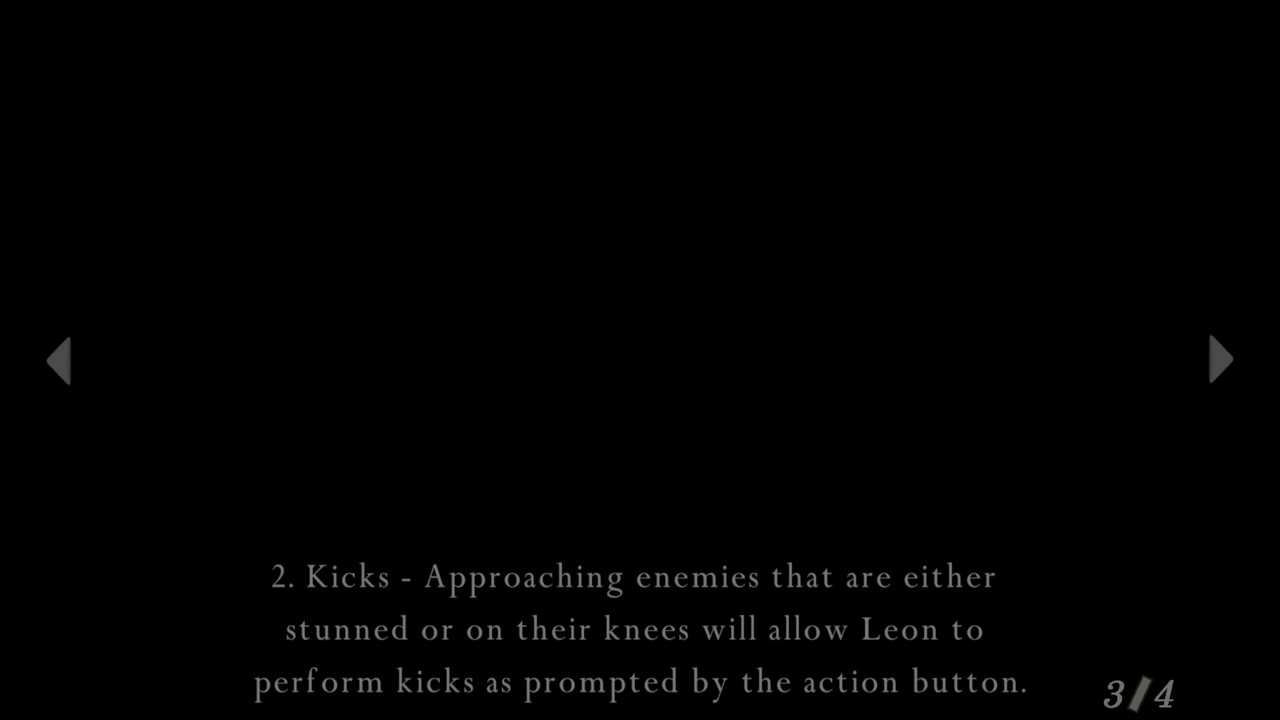 2. Kicks - Approaching enemies that are either
stunned or on their knees will allow Leon to
perform kicks as prompted by the action button.
3/4